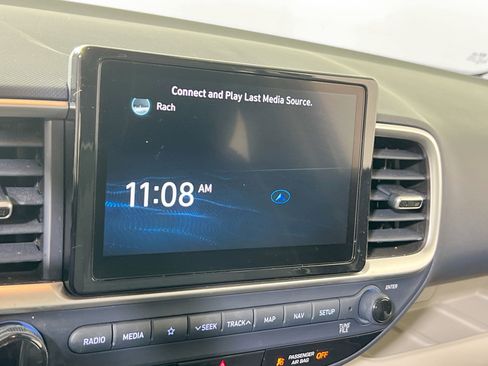 Connect and Play Last Media Source.
Rach
11:08 AM
ENTER
RADIO MEDIA SEEK TRACK MAP NAV SETUP
TUNE
FILE
PASSENGER
AIR BAG OFF